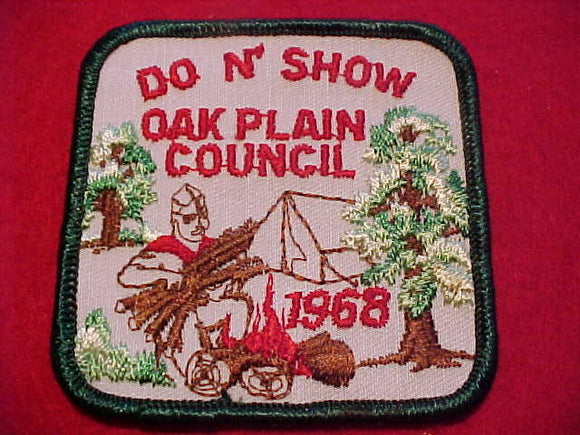 DO N' SHOW
OAK PLAIN
COUNCIL
1968